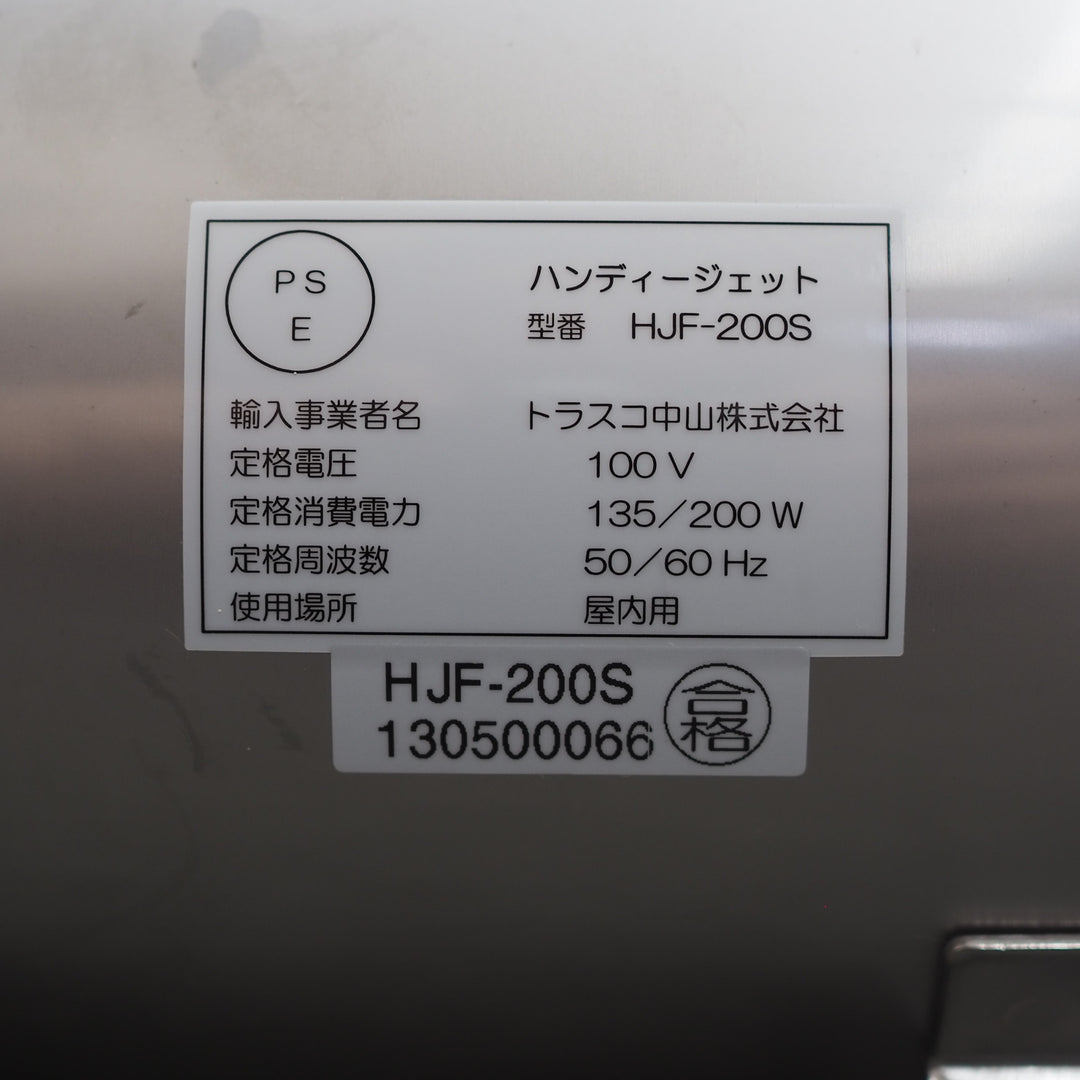 PS
E
ハンディージェット
型番 HJF-200S
輸入事業者名 トラスコ中山株式会社
定格電圧 100 V
定格消費電力 135／200 W
定格周波数 50／60 Hz
使用場所 屋内用
HJF-200S
130500066
合格